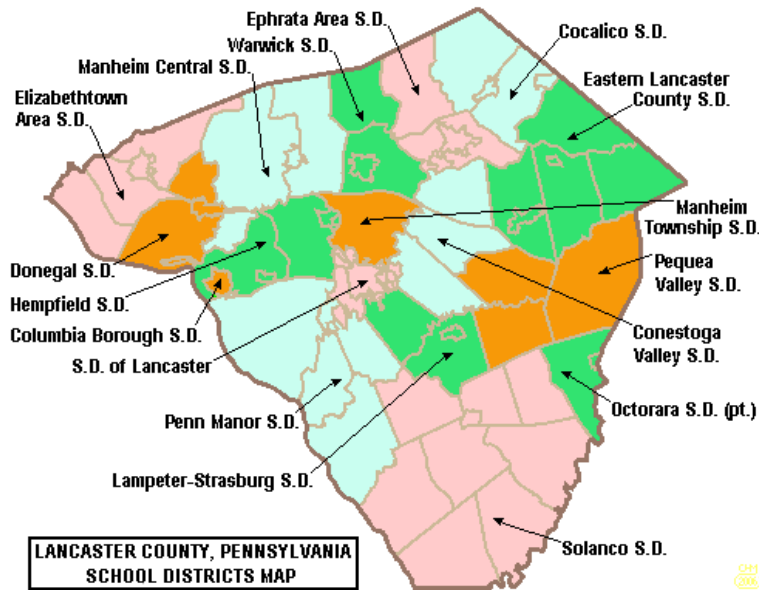 Ephrata Area S.D.
Warwick S.D.
Cocalico S.D.
Manheim Central S.D.
Eastern Lancaster
County S.D.
Elizabethtown
Area S.D.
Manheim
Township S.D.
Donegal S.D.
Pequea
Valley S.D.
Hempfield S.D.
Columbia Borough S.D.
Conestoga
Valley S.D.
S.D. of Lancaster
Penn Manor S.D.
Octorara S.D. (pt.)
Lampeter-Strasburg S.D.
Solanco S.D.
LANCASTER COUNTY, PENNSYLVANIA
SCHOOL DISTRICTS MAP